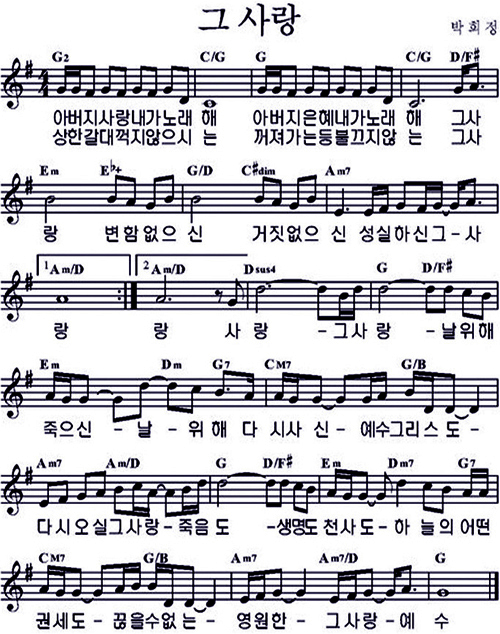 그 사랑
박 희 정
G2 C/G G C/G D/F#
아버지사랑내가노래 해 아버지은혜내가노래 해 그사
상한갈대꺽지않으시 는 꺼져가는등불끄지않 는 그사
Em Eb+ G/D C#dim Am7
랑 변함없으 신 거짓없으 신 성실하신그-사
1 Am/D 2 Am/D Dsus4 G D/F#
랑 랑 사 랑 -그사 랑 -날위해
Em Dm G7 CM7 G/B
죽으신 - 날 - 위 해 다 시사 신 - 예수그리스 도 -
Am7 Am/D G D/F# Em Dm7 G7
다시오실그사랑-죽음 도 -생명도 천사도-하 늘의 어떤
CM7 G/B Am7 Am7/D G
권세도- 끊을수없 는- 영원한- 그사랑-예 수